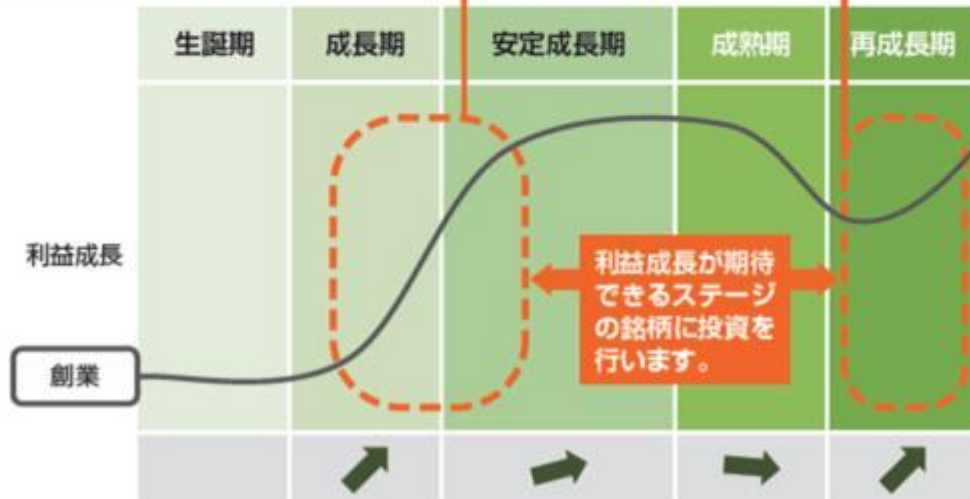 生誕期
成長期
安定成長期
成熟期
再成長期
利益成長
創業
利益成長が期待
できるステージ
の銘柄に投資を
行います。